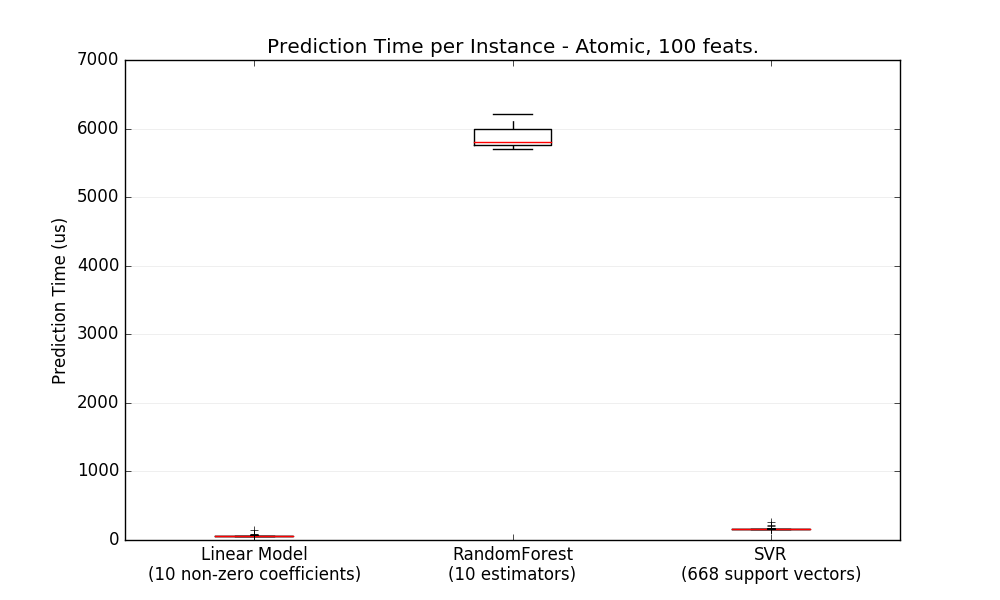 Prediction Time per Instance - Atomic, 100 feats.
7000
6000
5000
4000
3000
2000
1000
0
Prediction Time (us)
Linear Model
(10 non-zero coefficients)
RandomForest
(10 estimators)
SVR
(668 support vectors)